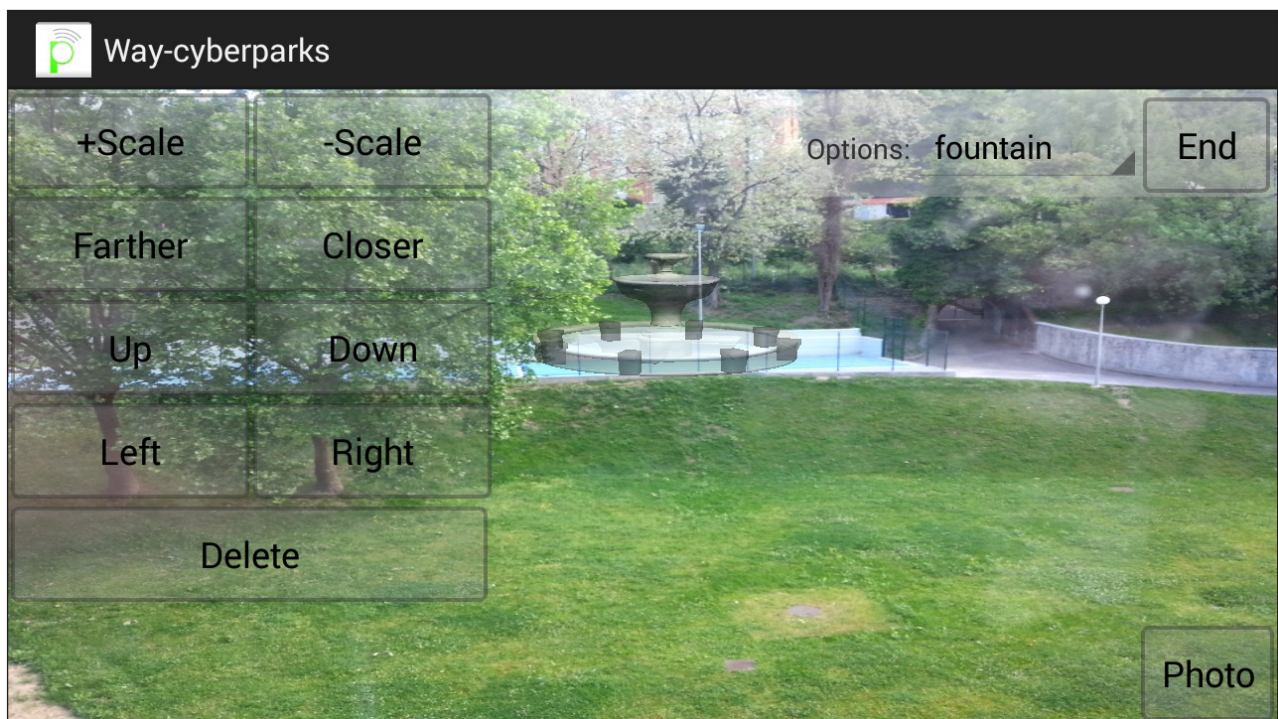 Way-cyberparks
+Scale
-Scale
Options:
fountain
End
Farther
Closer
Up
Down
Left
Right
Delete
Photo